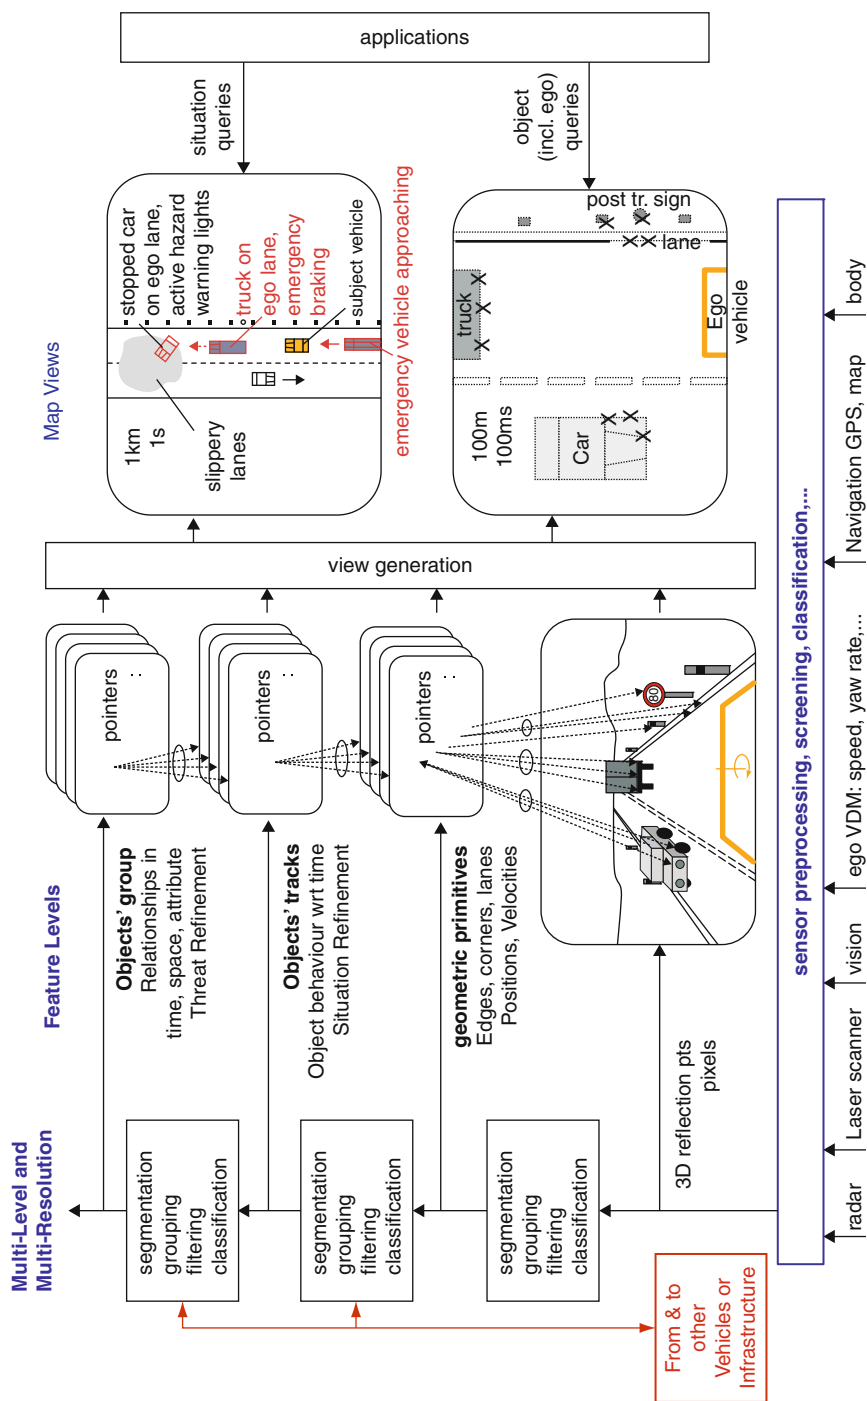 Multi-Level and
Multi-Resolution
Feature Levels
Map Views
segmentation
grouping
filtering
classification
Objects' group
Relationships in
time, space, attribute
Threat Refinement
pointers
:
segmentation
grouping
filtering
classification
Objects' tracks
Object behaviour wrt time
Situation Refinement
pointers
:
segmentation
grouping
filtering
classification
geometric primitives
Edges, corners, lanes
Positions, Velocities
pointers
:
3D reflection pts
pixels
80
view generation
1km
1s
slippery
lanes
stopped car
on ego lane,
active hazard
warning lights
truck on
ego lane,
emergency
braking
subject vehicle
emergency vehicle approaching
situation
queries
100m
100ms
Car
truck
post tr. sign
lane
Ego
vehicle
object
(incl. ego)
queries
applications
From & to
other
Vehicles or
Infrastructure
sensor preprocessing, screening, classification,...
radar
Laser scanner
vision
ego VDM: speed, yaw rate,...
Navigation GPS, map
body